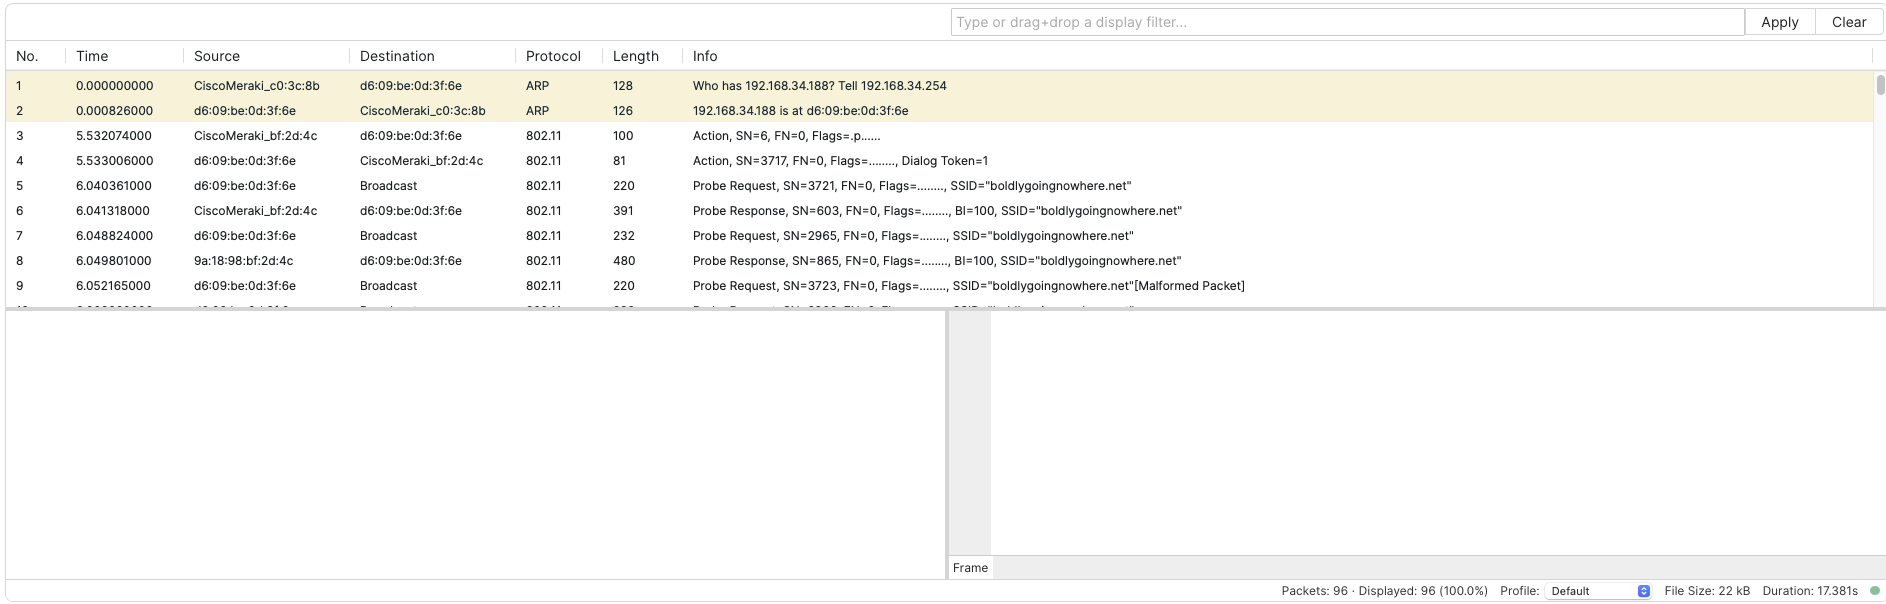 Type or drag+drop a display filter... Apply Clear
No. Time Source Destination Protocol Length Info
1 0.000000000 CiscoMeraki_c0:3c:8b d6:09:be:0d:3f:6e ARP 128 Who has 192.168.34.188? Tell 192.168.34.254
2 0.000826000 d6:09:be:0d:3f:6e CiscoMeraki_c0:3c:8b ARP 126 192.168.34.188 is at d6:09:be:0d:3f:6e
3 5.532074000 CiscoMeraki_bf:2d:4c d6:09:be:0d:3f:6e 802.11 100 Action, SN=6, FN=0, Flags=.p......
4 5.533006000 d6:09:be:0d:3f:6e CiscoMeraki_bf:2d:4c 802.11 81 Action, SN=3717, FN=0, Flags=........, Dialog Token=1
5 6.040361000 d6:09:be:0d:3f:6e Broadcast 802.11 220 Probe Request, SN=3721, FN=0, Flags=........, SSID="boldlygoingnowhere.net"
6 6.041318000 CiscoMeraki_bf:2d:4c d6:09:be:0d:3f:6e 802.11 391 Probe Response, SN=603, FN=0, Flags=........, BI=100, SSID="boldlygoingnowhere.net"
7 6.048824000 d6:09:be:0d:3f:6e Broadcast 802.11 232 Probe Request, SN=2965, FN=0, Flags=........, SSID="boldlygoingnowhere.net"
8 6.049801000 9a:18:98:bf:2d:4c d6:09:be:0d:3f:6e 802.11 480 Probe Response, SN=865, FN=0, Flags=........, BI=100, SSID="boldlygoingnowhere.net"
9 6.052165000 d6:09:be:0d:3f:6e Broadcast 802.11 220 Probe Request, SN=3723, FN=0, Flags=........, SSID="boldlygoingnowhere.net"[Malformed Packet]
Frame
Packets: 96 · Displayed: 96 (100.0%) Profile: Default File Size: 22 kB Duration: 17.381s